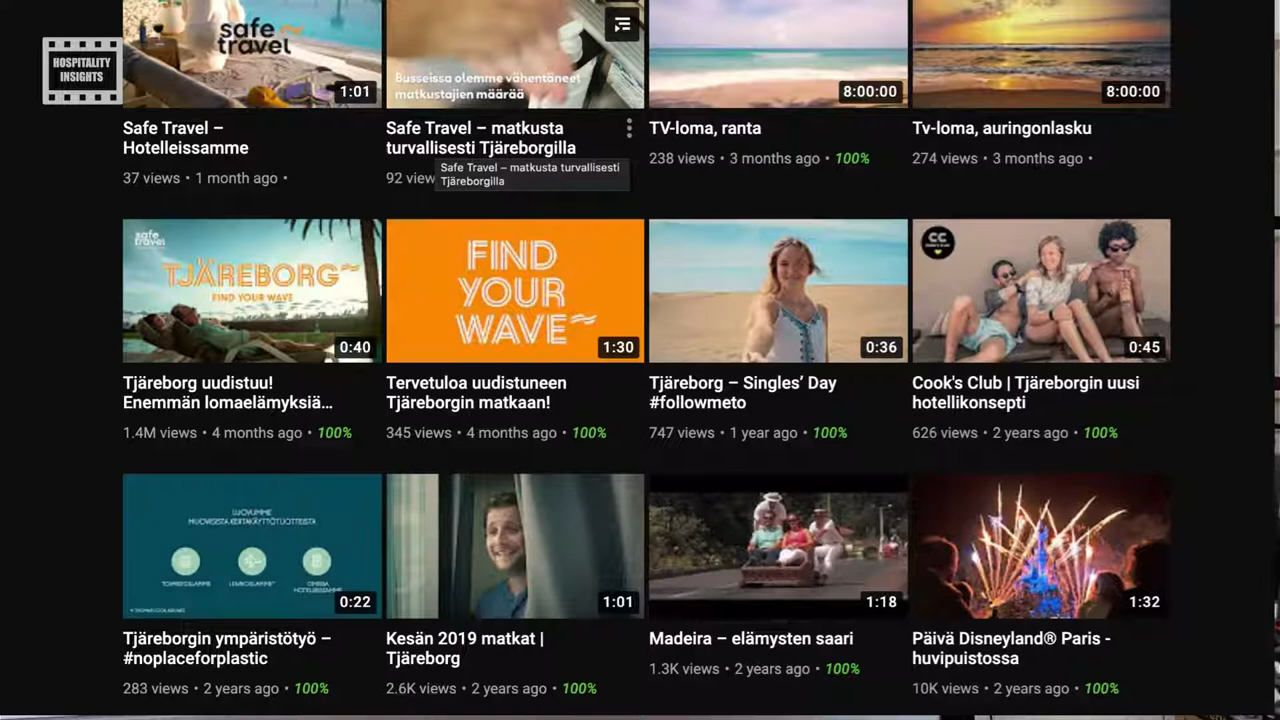 HOSPITALITY
INSIGHTS
safe
travel
1:01
Busseissa olemme vähentäneet
matkustajien määrää
8:00:00
8:00:00
Safe Travel –
Hotelleissamme
37 views • 1 month ago •
Safe Travel – matkusta
turvallisesti Tjäreborgilla
92 view
Safe Travel – matkusta turvallisesti
Tjäreborgilla
TV-loma, ranta
238 views • 3 months ago • 100%
Tv-loma, auringonlasku
274 views • 3 months ago •
safe
travel
TJÄREBORG
FIND YOUR WAVE
0:40
FIND
YOUR
WAVE
1:30
0:36
CC
0:45
Tjäreborg uudistuu!
Enemmän lomaelämyksiä...
1.4M views • 4 months ago • 100%
Tervetuloa uudistuneen
Tjäreborgin matkaan!
345 views • 4 months ago • 100%
Tjäreborg – Singles' Day
#followmeto
747 views • 1 year ago • 100%
Cook's Club | Tjäreborgin uusi
hotellikonsepti
626 views • 2 years ago • 100%
LUOVUMME
MUOVISISTA KERTAKÄYTTÖTUOTTEISTA
0:22
1:01
1:18
1:32
Tjäreborgin ympäristötyö –
#noplaceforplastic
283 views • 2 years ago • 100%
Kesän 2019 matkat |
Tjäreborg
2.6K views • 2 years ago • 100%
Madeira – elämysten saari
1.3K views • 2 years ago • 100%
Päivä Disneyland® Paris -
huvipuistossa
10K views • 2 years ago • 100%